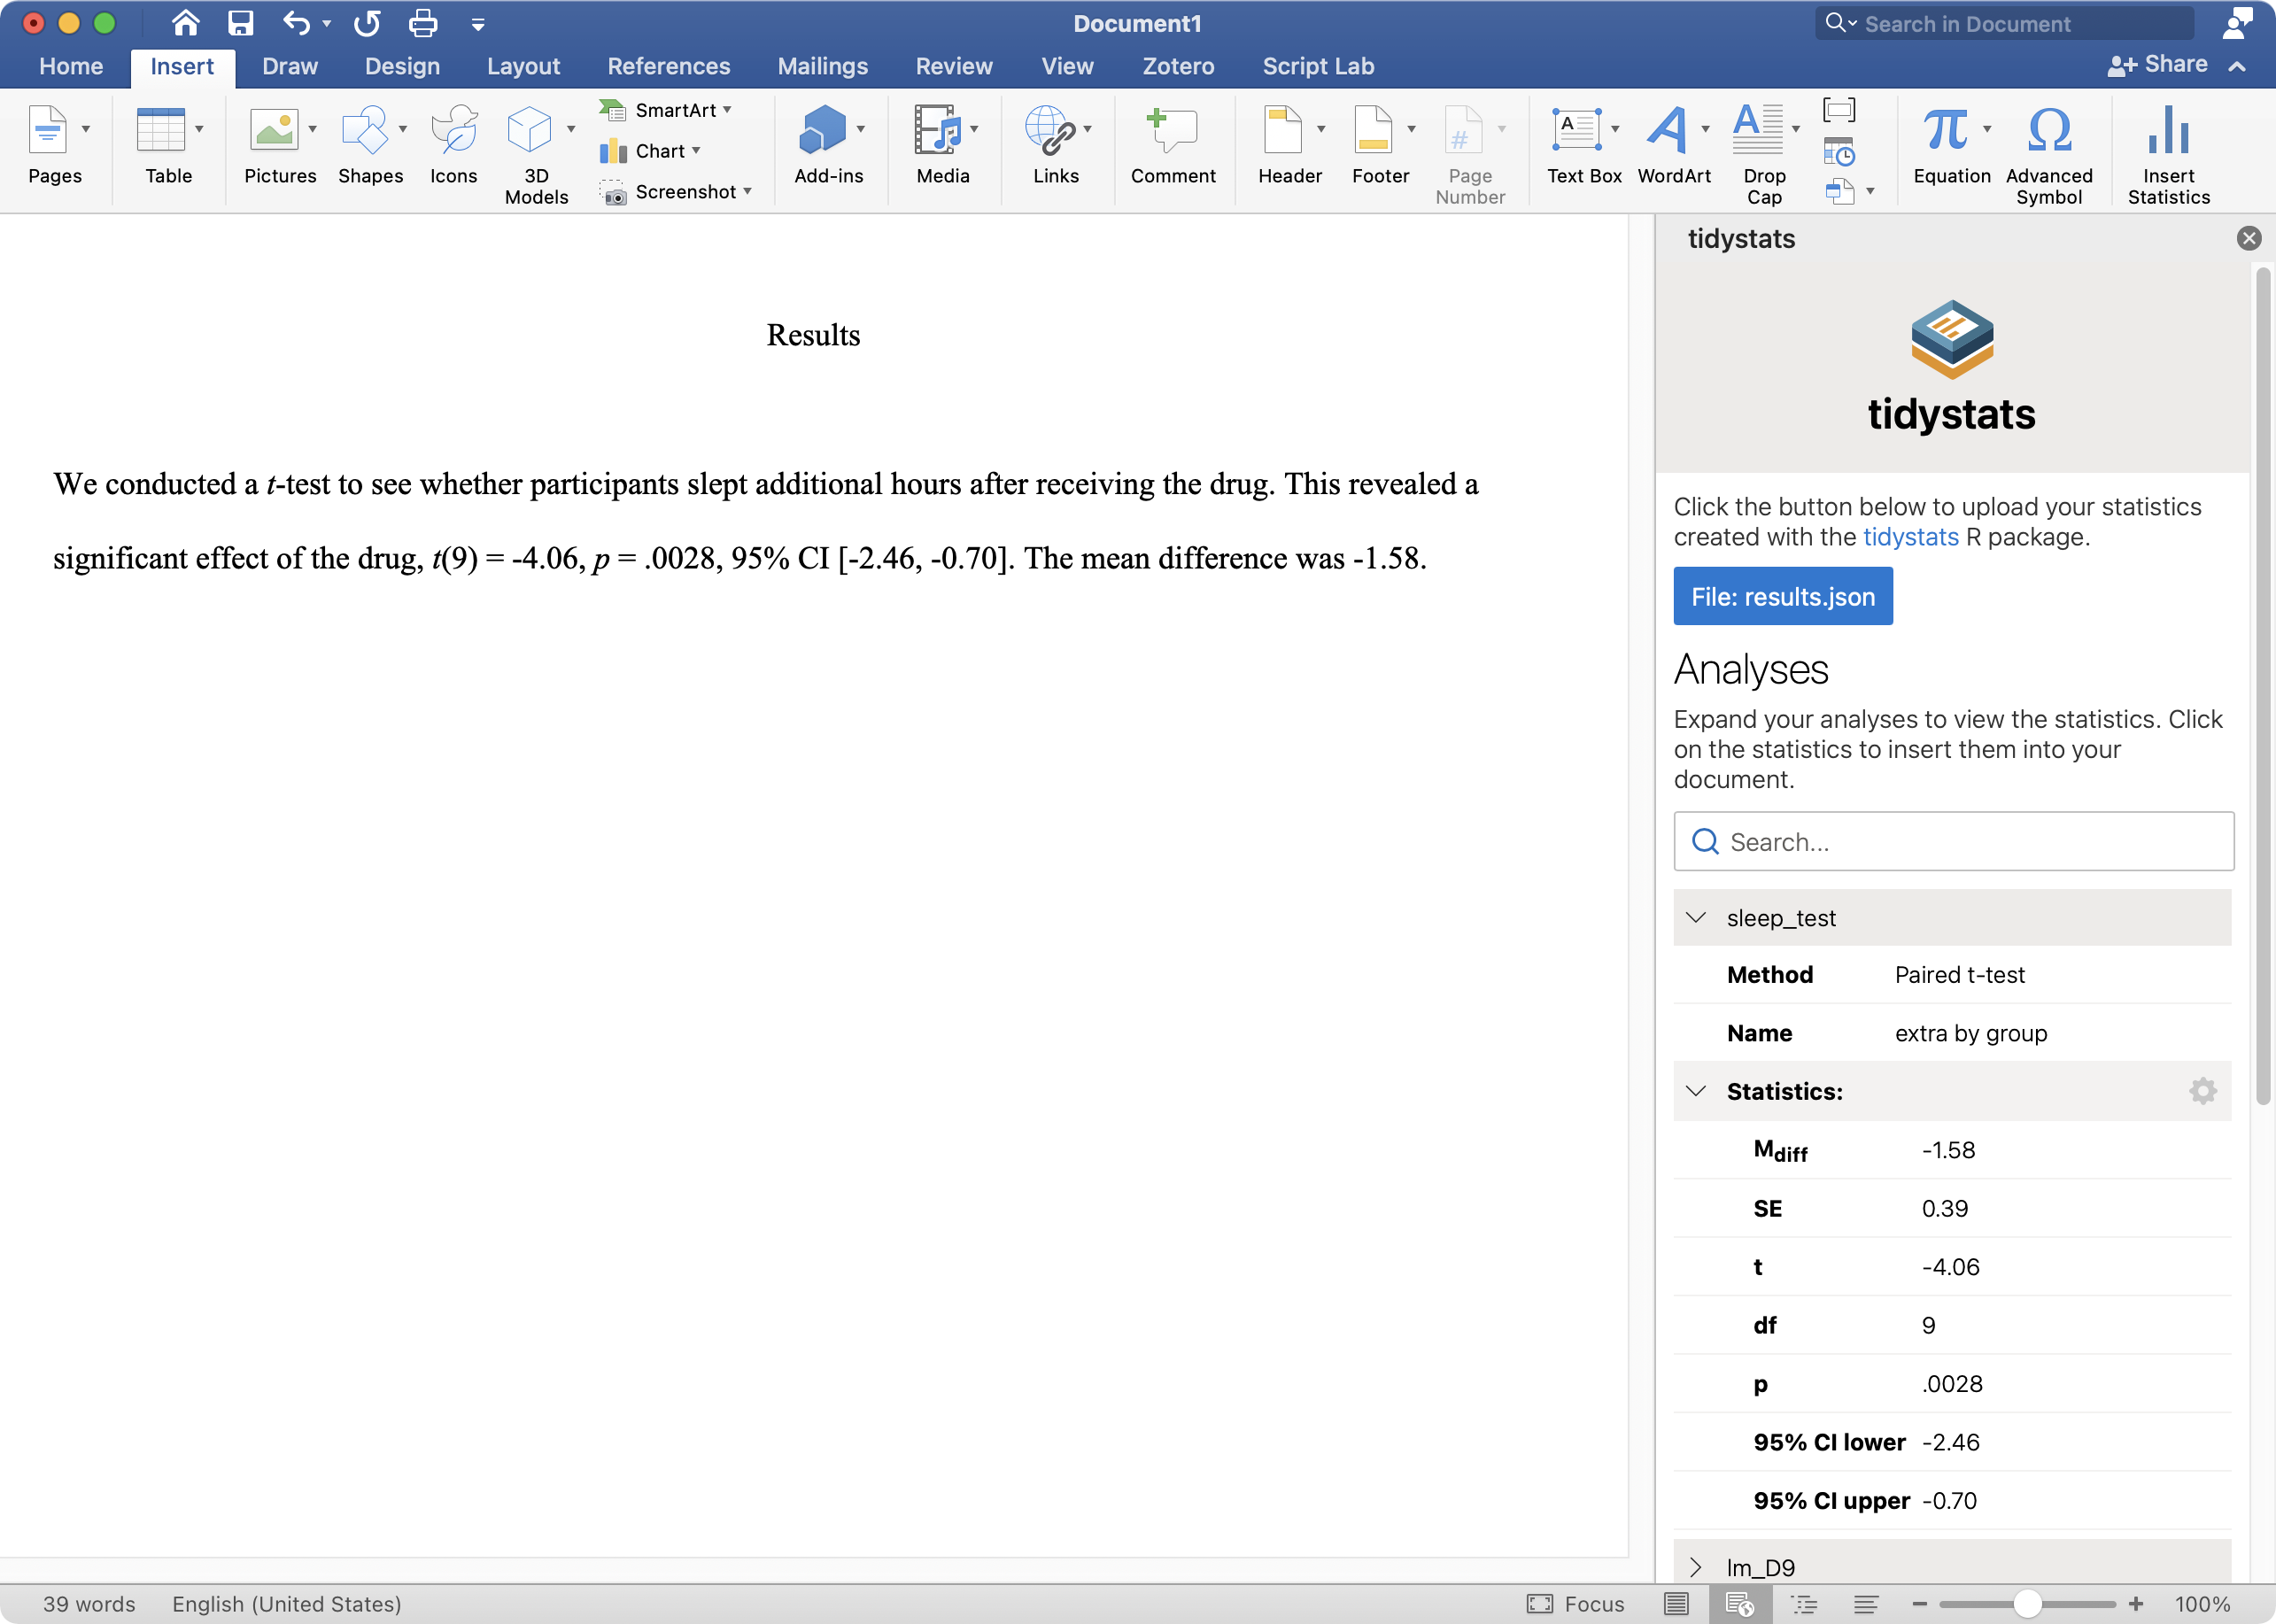 Document1
Search in Document
Home Insert Draw Design Layout References Mailings Review View Zotero Script Lab Share
Pages
Table
Pictures
Shapes
Icons
3D
Models
SmartArt
Chart
Screenshot
Add-ins
Media
Links
Comment
Header
Footer
#
Page
Number
A
Text Box
A
WordArt
A
Drop
Cap
π
Equation
Ω
Advanced
Symbol
Insert
Statistics
Results
We conducted a t-test to see whether participants slept additional hours after receiving the drug. This revealed a
significant effect of the drug, t(9) = -4.06, p = .0028, 95% CI [-2.46, -0.70]. The mean difference was -1.58.
tidystats
tidystats
Click the button below to upload your statistics
created with the tidystats R package.
File: results.json
Analyses
Expand your analyses to view the statistics. Click
on the statistics to insert them into your
document.
Search...
sleep_test
Method Paired t-test
Name extra by group
Statistics:
Mdiff -1.58
SE 0.39
t -4.06
df 9
p .0028
95% CI lower -2.46
95% CI upper -0.70
lm_D9
39 words English (United States) Focus 100%